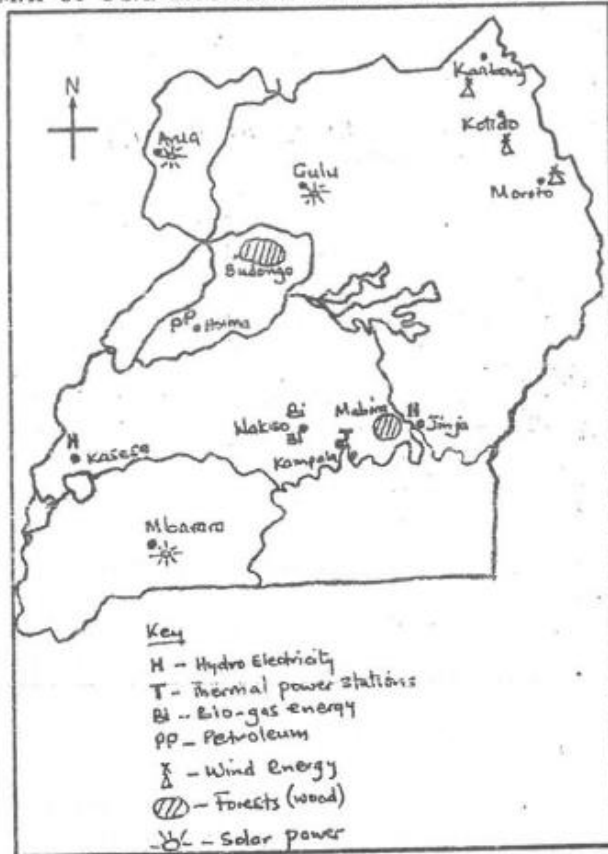 N
Kaabong
Kotido
Moroto
Arua
Gulu
Budongo
PP
Hoima
Bi
Wakiso
Bi
Mabira
H
Jinja
T
Kampala
H
Kasese
Mbarara
Key
H - Hydro Electricity
T - Thermal power stations
Bi - Bio-gas energy
PP - Petroleum
- Wind energy
- Forests (wood)
- Solar power